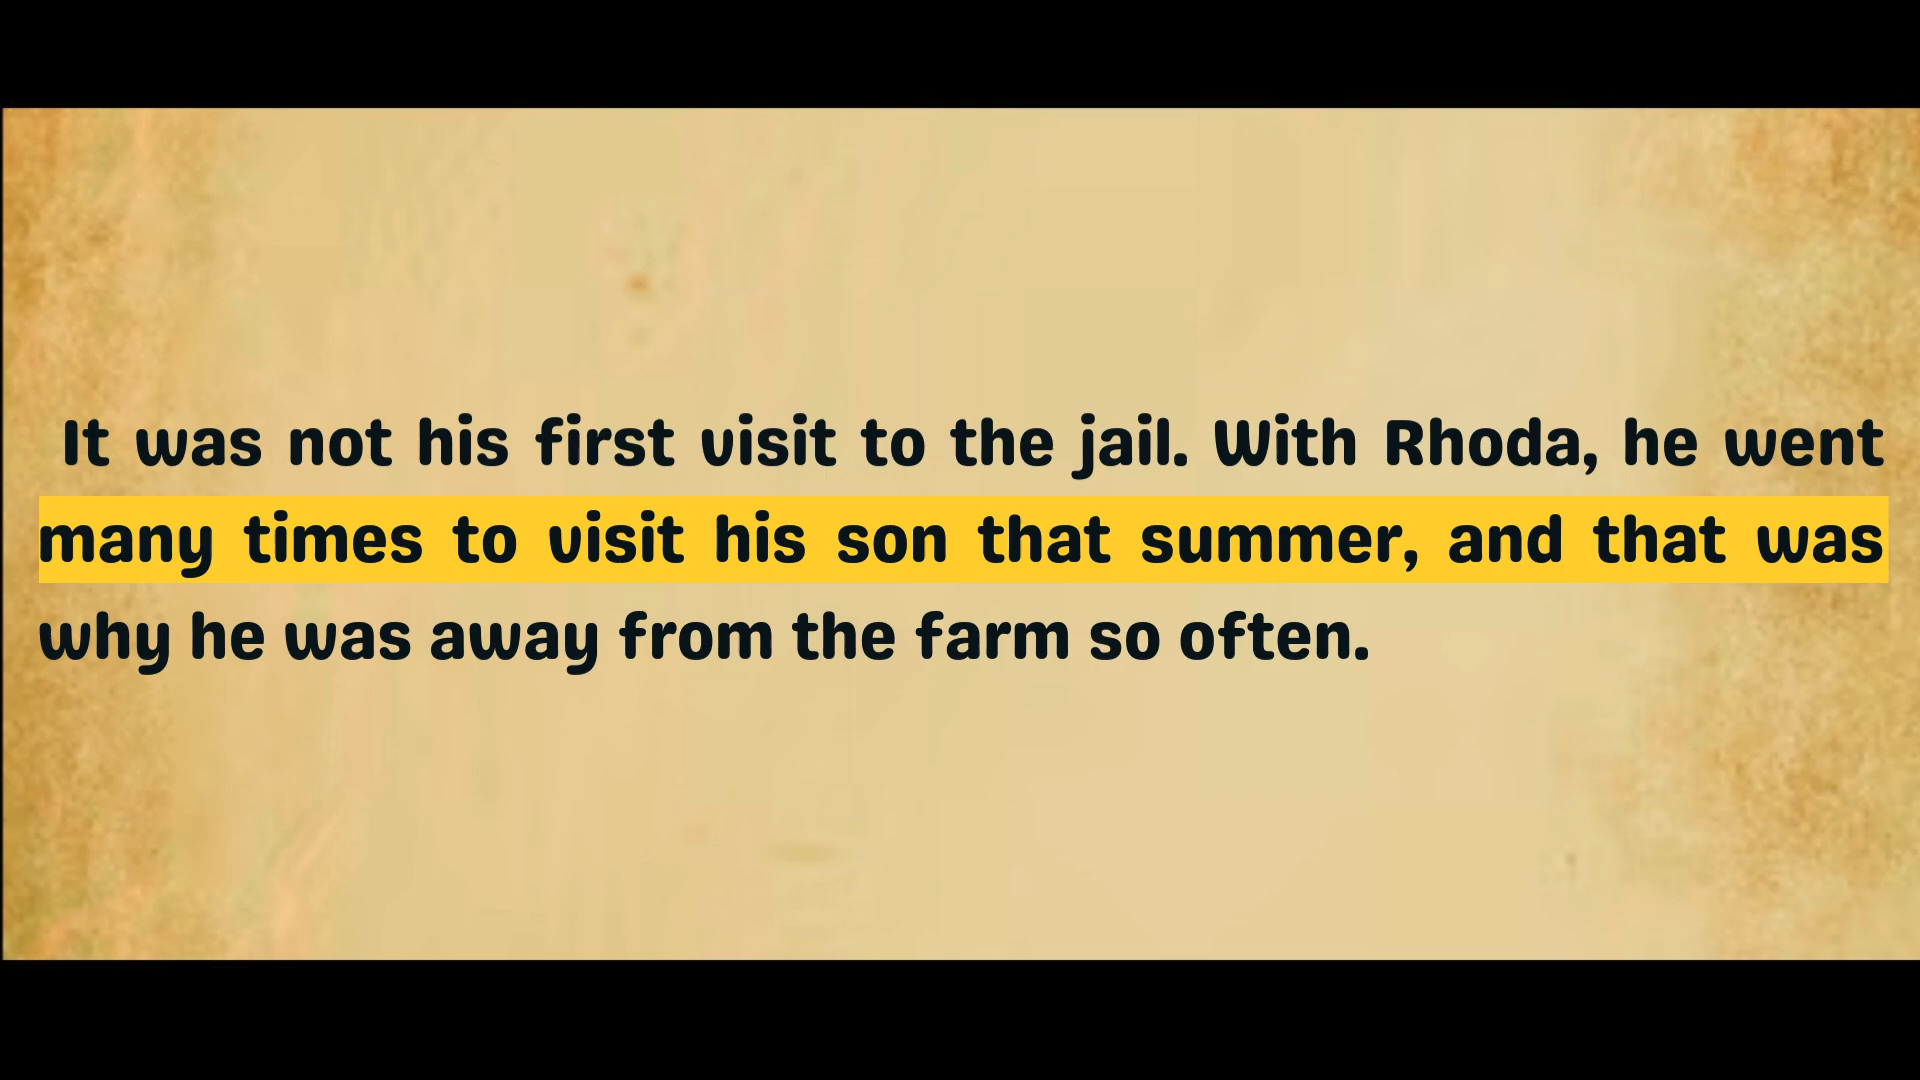 It was not his first visit to the jail. With Rhoda, he went
many times to visit his son that summer, and that was
why he was away from the farm so often.